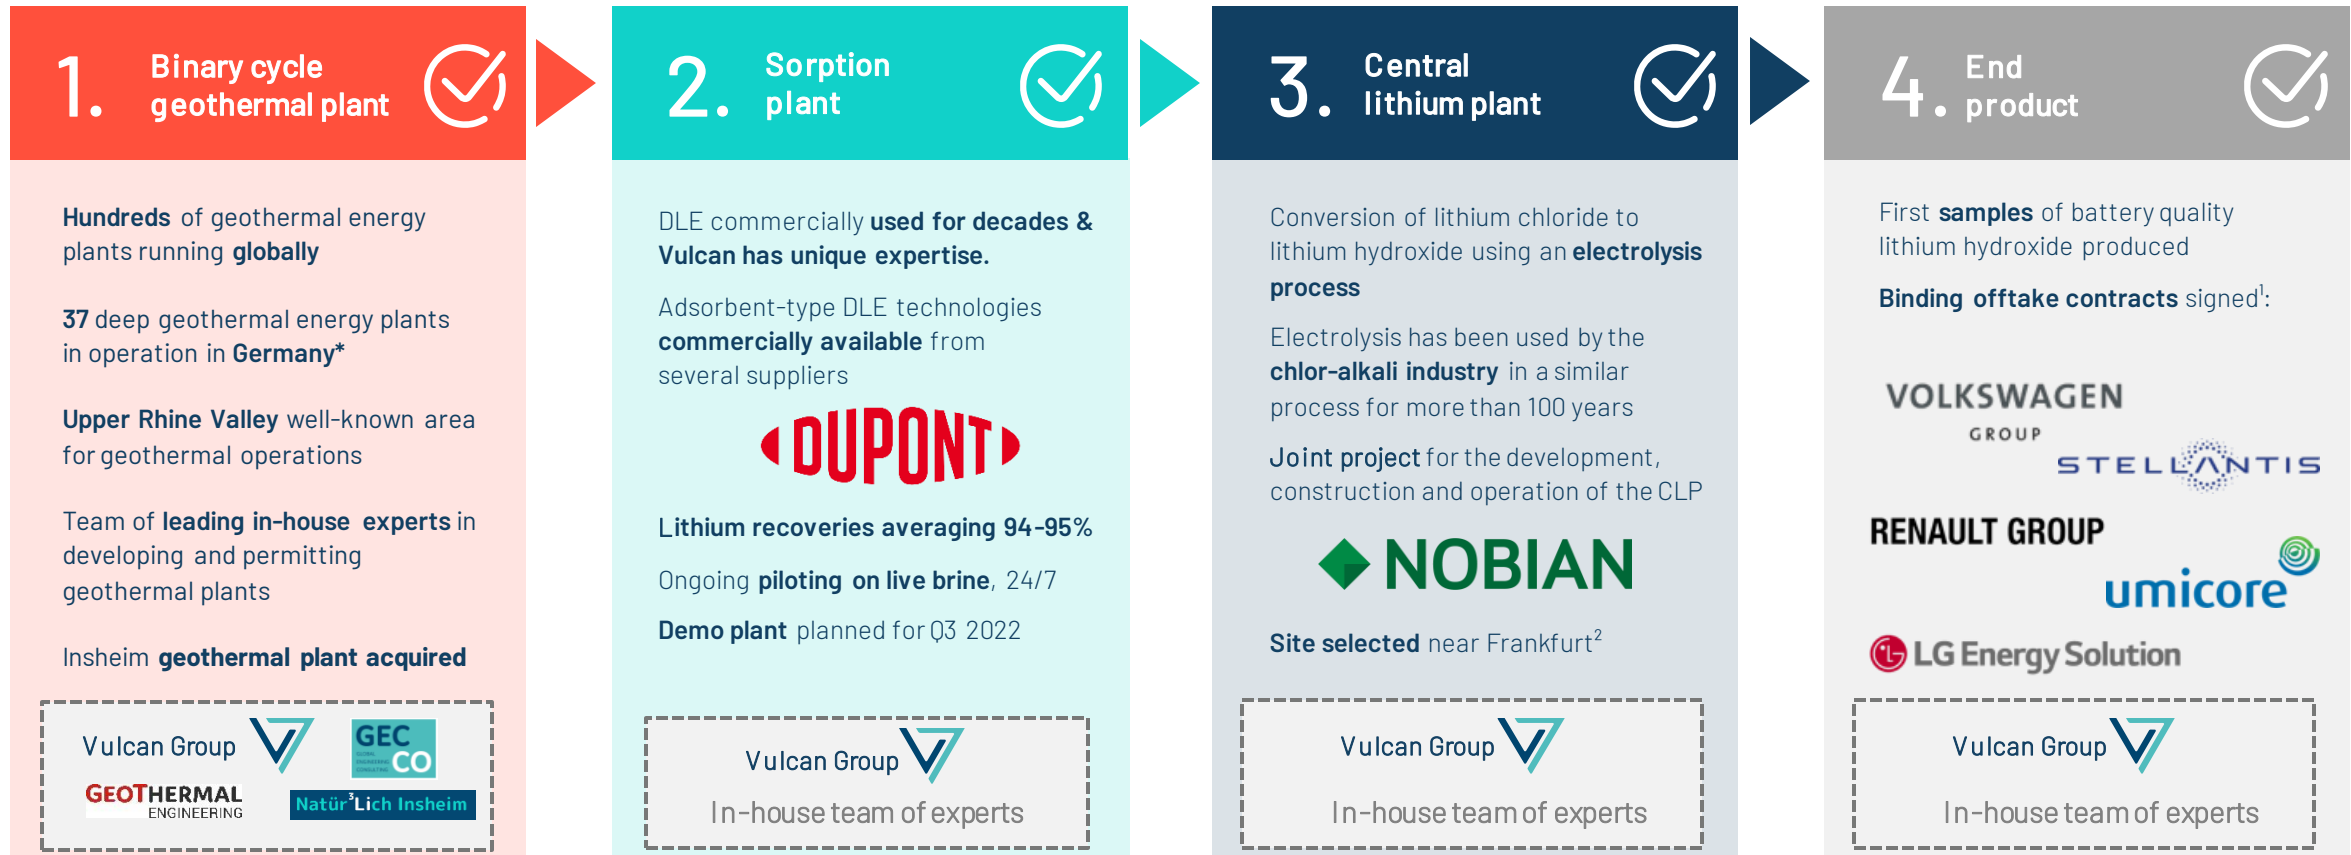 1.
Binary cycle
geothermal plant
Hundreds of geothermal energy
plants running globally
37 deep geothermal energy plants
in operation in Germany*
Upper Rhine Valley well-known area
for geothermal operations
Team of leading in-house experts in
developing and permitting
geothermal plants
Insheim geothermal plant acquired
Vulcan Group
GEC
CO
GLOBAL
ENGINEERING
CONSULTING
GEOTHERMAL
ENGINEERING
Natür³Lich Insheim
2.
Sorption
plant
DLE commercially used for decades &
Vulcan has unique expertise.
Adsorbent-type DLE technologies
commercially available from
several suppliers
DUPONT
Lithium recoveries averaging 94-95%
Ongoing piloting on live brine, 24/7
Demo plant planned for Q3 2022
Vulcan Group
In-house team of experts
3.
Central
lithium plant
Conversion of lithium chloride to
lithium hydroxide using an electrolysis
process
Electrolysis has been used by the
chlor-alkali industry in a similar
process for more than 100 years
Joint project for the development,
construction and operation of the CLP
NOBIAN
Site selected near Frankfurt²
Vulcan Group
In-house team of experts
4.
End
product
First samples of battery quality
lithium hydroxide produced
Binding offtake contracts signed¹:
VOLKSWAGEN
GROUP
STELLANTIS
RENAULT GROUP
umicore
LG Energy Solution
Vulcan Group
In-house team of experts